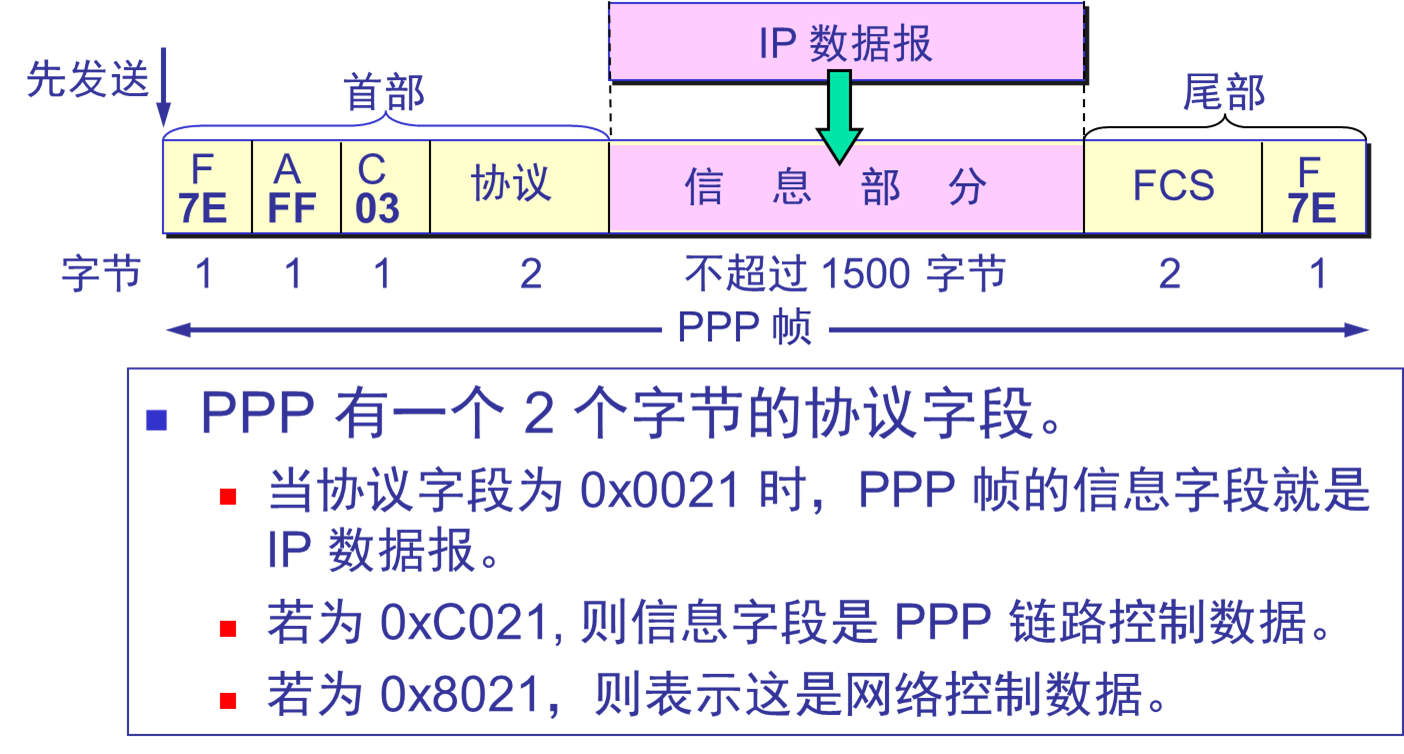 IP 数据报
先发送
首部
尾部
F
7E
A
FF
C
03
协议
信 息 部 分
FCS
F
7E
字节 1 1 1 2 不超过 1500 字节 2 1
PPP 帧
PPP 有一个 2 个字节的协议字段。
当协议字段为 0x0021 时，PPP 帧的信息字段就是
IP 数据报。
若为 0xC021, 则信息字段是 PPP 链路控制数据。
若为 0x8021，则表示这是网络控制数据。